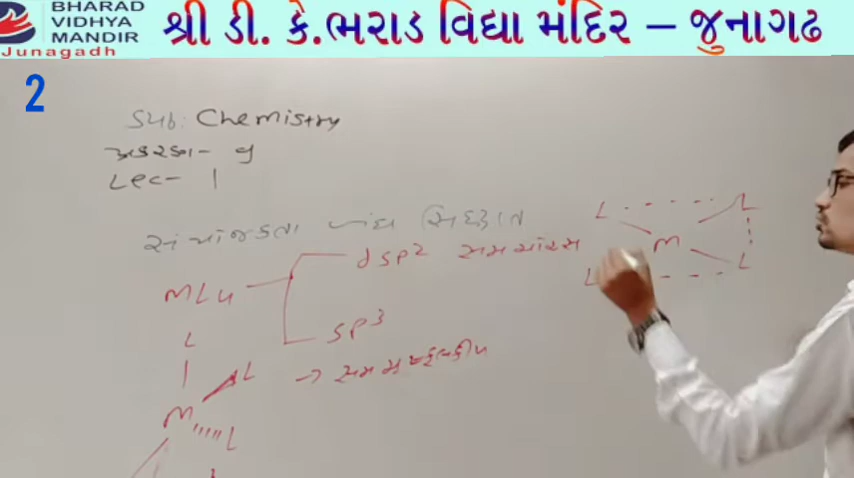 BHARAD
VIDHYA
MANDIR
Junagadh
શ્રી ડી. કે.ભરાડ વિદ્યા મંદિર – જુનાગઢ
2
Sub: Chemistry
પ્રકરણ- ૧
Lec- 1
સંયોજકતા બંધ સિદ્ધાંત
ML4
dsp2 સમચોરસ
sp3
→ સમચતુષ્ફલકીય
L
M
L
L
L
L
M
L
L